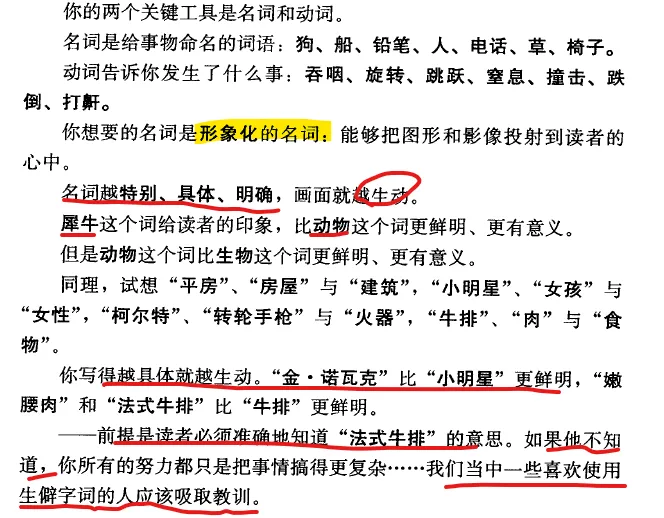 你的两个关键工具是名词和动词。
名词是给事物命名的词语：狗、船、铅笔、人、电话、草、椅子。
动词告诉你发生了什么事：吞咽、旋转、跳跃、窒息、撞击、跌
倒、打鼾。
你想要的名词是形象化的名词：能够把图形和影像投射到读者的
心中。
名词越特别、具体、明确，画面就越生动。
犀牛这个词给读者的印象，比动物这个词更鲜明、更有意义。
但是动物这个词比生物这个词更鲜明、更有意义。
同理，试想“平房”、“房屋”与“建筑”，“小明星”、“女孩”与
“女性”，“柯尔特”、“转轮手枪”与“火器”，“牛排”、“肉”与“食
物”。
你写得越具体就越生动。“金·诺瓦克”比“小明星”更鲜明，“嫩
腰肉”和“法式牛排”比“牛排”更鲜明。
——前提是读者必须准确地知道“法式牛排”的意思。如果他不知
道，你所有的努力都只是把事情搞得更复杂……我们当中一些喜欢使用
生僻字词的人应该吸取教训。